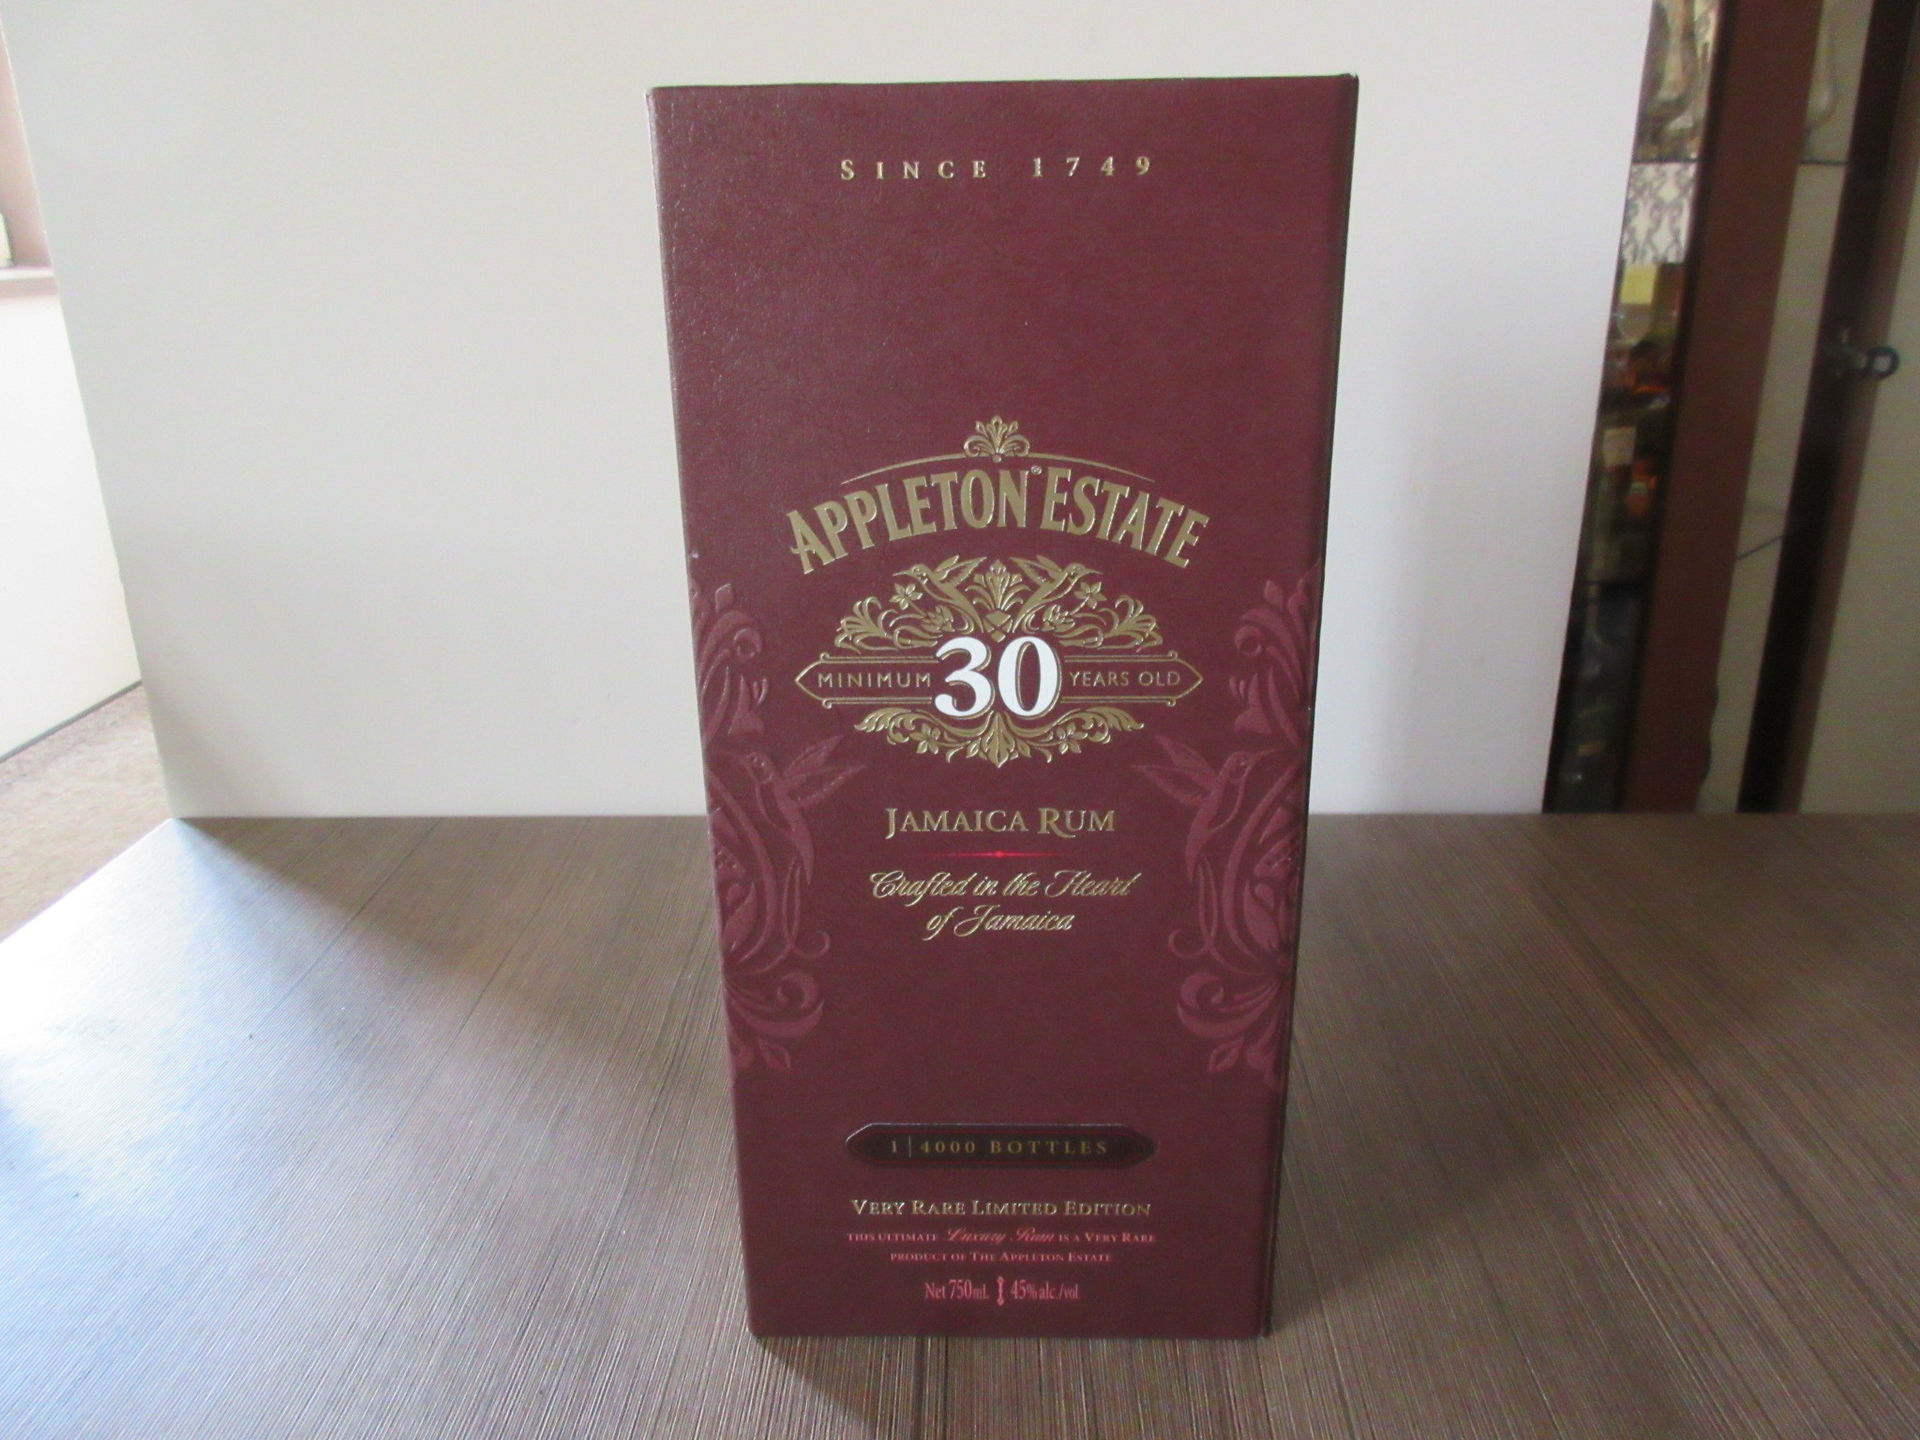 SINCE 1749
APPLETON® ESTATE
MINIMUM 30 YEARS OLD
JAMAICA RUM
Crafted in the Heart
of Jamaica
1 | 4000 BOTTLES
VERY RARE LIMITED EDITION
THIS ULTIMATE Luxury Rum IS A VERY RARE
PRODUCT OF THE APPLETON ESTATE
Net 750mL 45% alc./vol